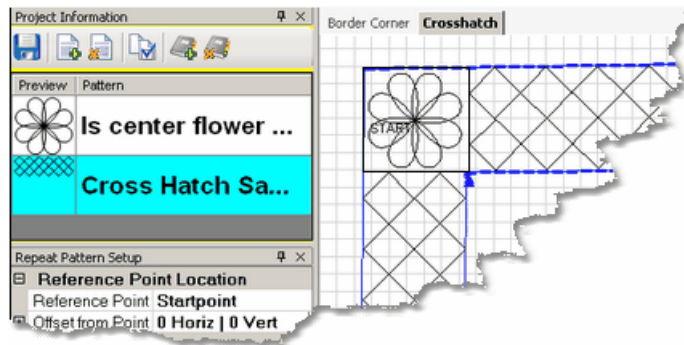 Project Information
Border Corner Crosshatch
Preview Pattern
Is center flower ...
START
Cross Hatch Sa...
Repeat Pattern Setup
Reference Point Location
Reference Point Startpoint
Offset from Point 0 Horiz | 0 Vert